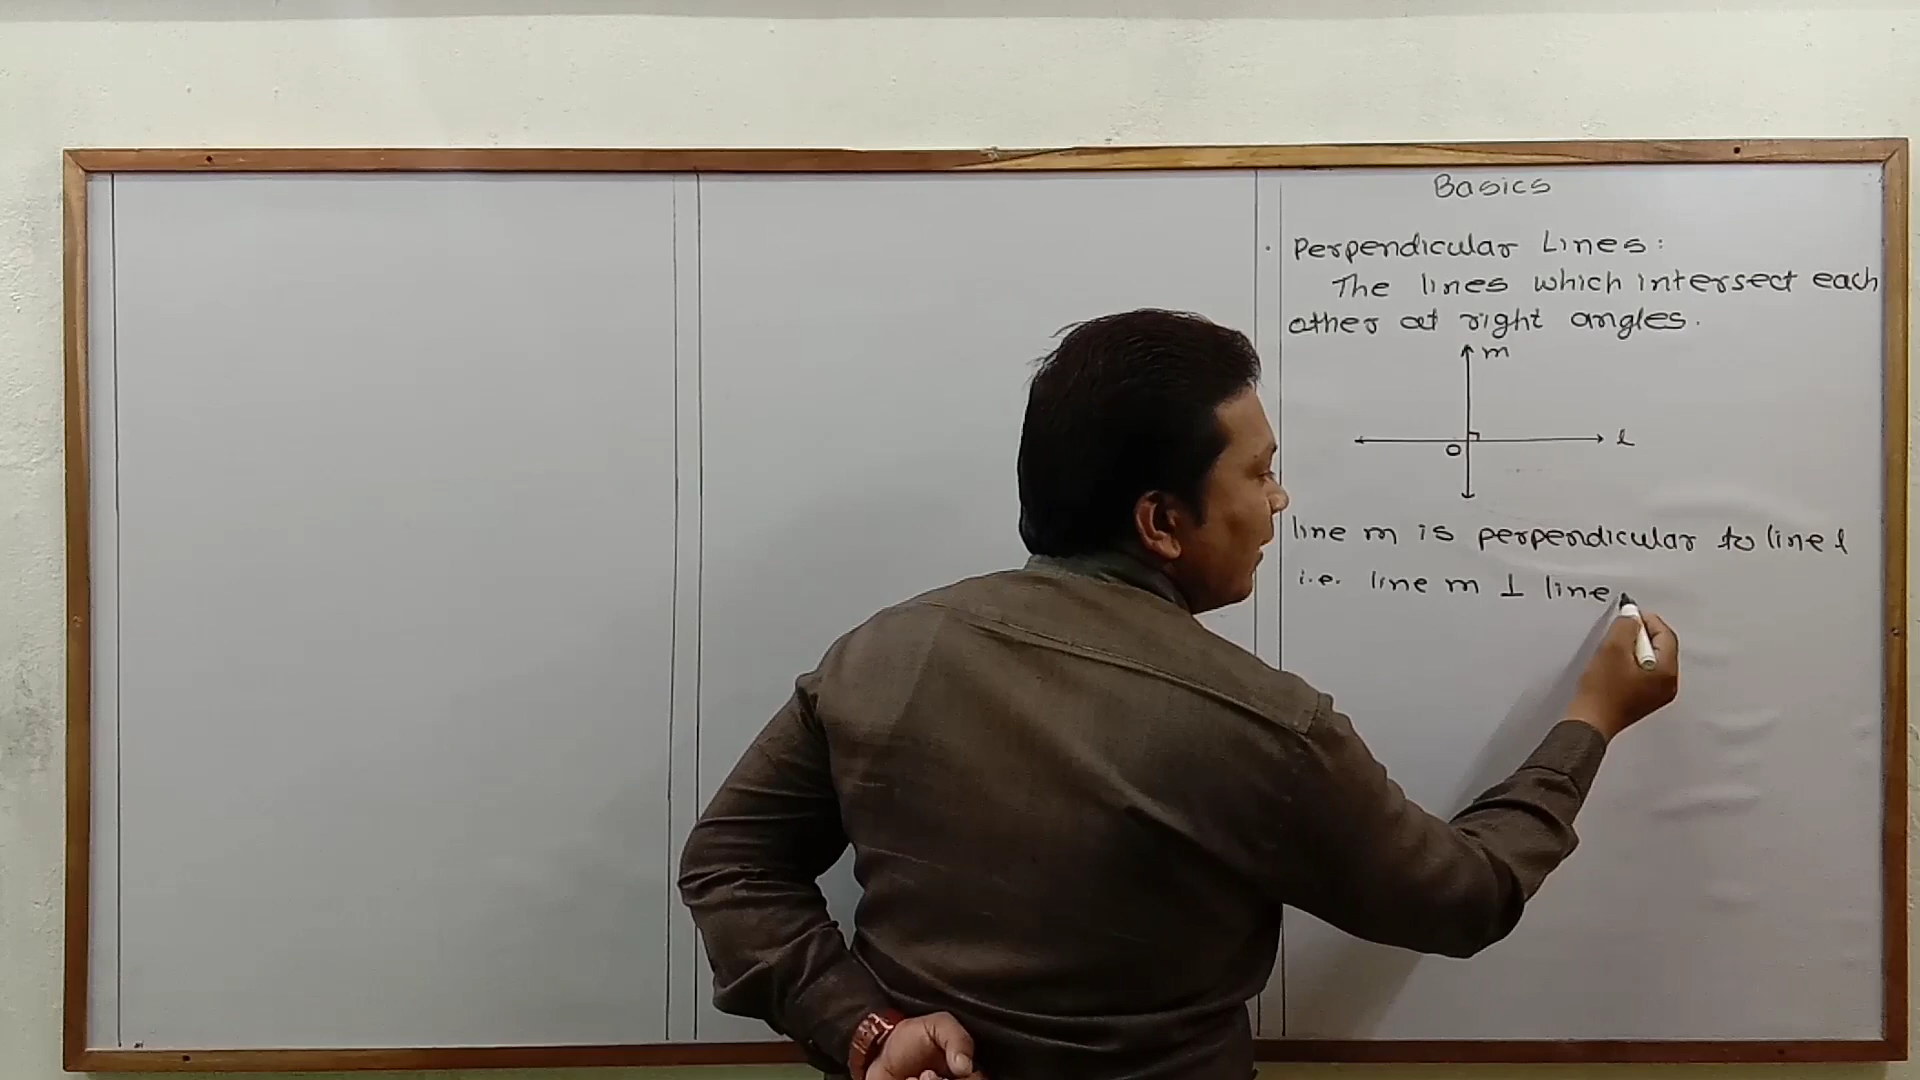 Basics
· Perpendicular Lines:
The lines which intersect each
other at right angles.
m
l
O
line m is perpendicular to line l
i.e. line m ⊥ line